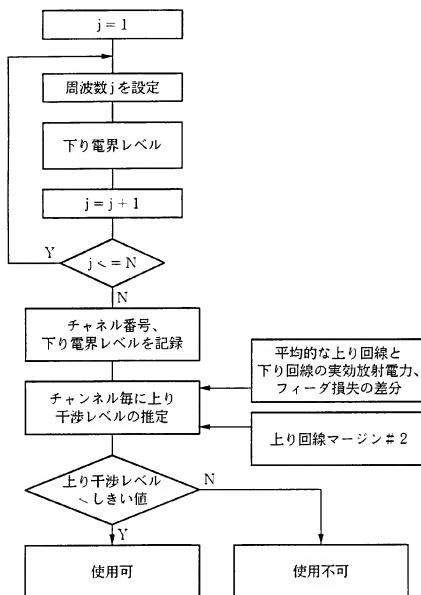 j = 1
周波数 j を設定
下り電界レベル
j = j + 1
Y
j < = N
N
チャネル番号、
下り電界レベルを記録
平均的な上り回線と
下り回線の実効放射電力、
フィーダ損失の差分
チャンネル毎に上り
干渉レベルの推定
上り回線マージン#2
上り干渉レベル
<しきい値
N
Y
使用可
使用不可